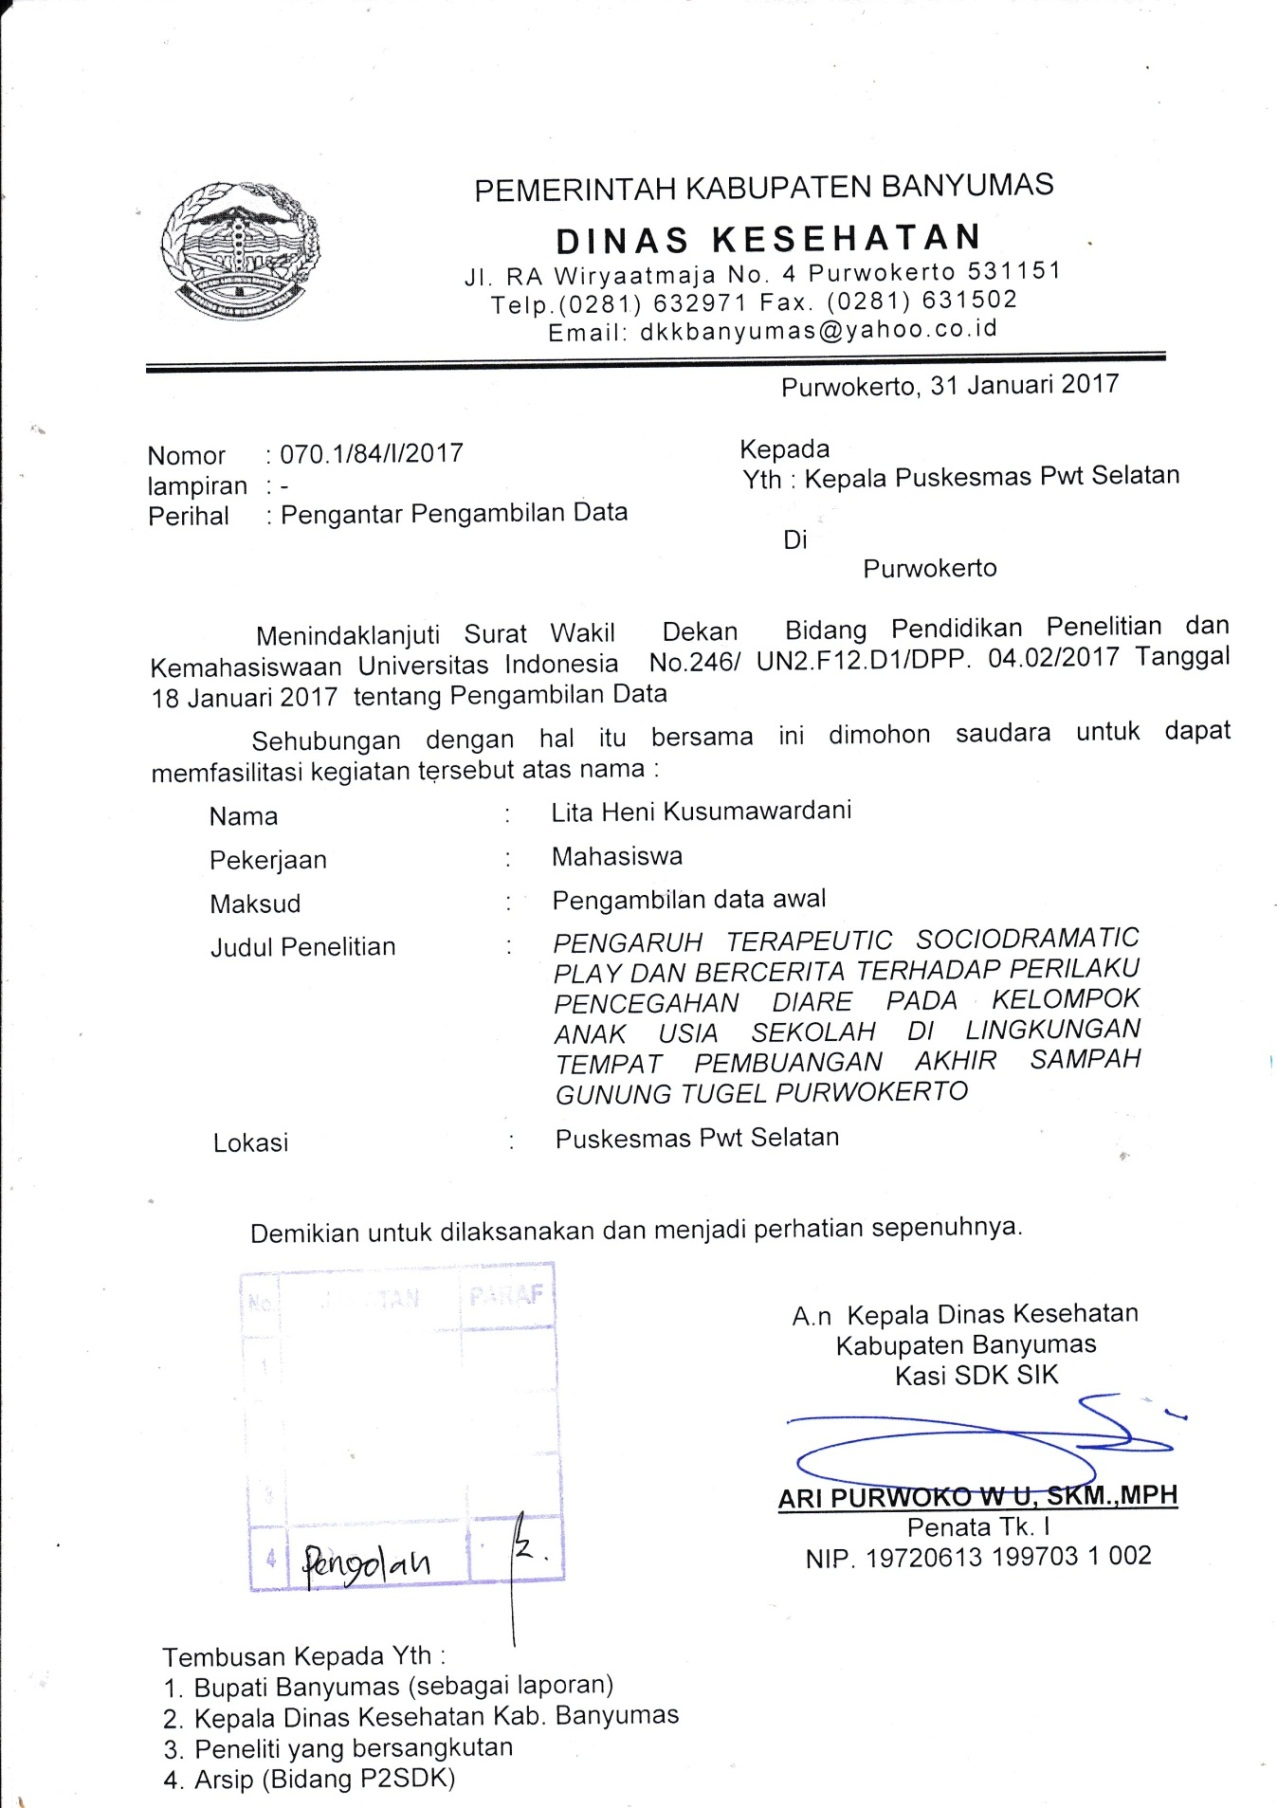 PEMERINTAH KABUPATEN BANYUMAS
DINAS KESEHATAN
Jl. RA Wiryaatmaja No. 4 Purwokerto 531151
Telp.(0281) 632971 Fax. (0281) 631502
Email: dkkbanyumas@yahoo.co.id
Purwokerto, 31 Januari 2017
Nomor : 070.1/84/I/2017
lampiran : -
Perihal : Pengantar Pengambilan Data
Kepada
Yth : Kepala Puskesmas Pwt Selatan
Di
Purwokerto
Menindaklanjuti Surat Wakil Dekan Bidang Pendidikan Penelitian dan
Kemahasiswaan Universitas Indonesia No.246/ UN2.F12.D1/DPP. 04.02/2017 Tanggal
18 Januari 2017 tentang Pengambilan Data
Sehubungan dengan hal itu bersama ini dimohon saudara untuk dapat
memfasilitasi kegiatan tersebut atas nama :
Nama : Lita Heni Kusumawardani
Pekerjaan : Mahasiswa
Maksud : Pengambilan data awal
Judul Penelitian : PENGARUH TERAPEUTIC SOCIODRAMATIC
PLAY DAN BERCERITA TERHADAP PERILAKU
PENCEGAHAN DIARE PADA KELOMPOK
ANAK USIA SEKOLAH DI LINGKUNGAN
TEMPAT PEMBUANGAN AKHIR SAMPAH
GUNUNG TUGEL PURWOKERTO
Lokasi : Puskesmas Pwt Selatan
Demikian untuk dilaksanakan dan menjadi perhatian sepenuhnya.
No. PARAF
1
3
4 Pengolah
A.n Kepala Dinas Kesehatan
Kabupaten Banyumas
Kasi SDK SIK
ARI PURWOKO W U, SKM.,MPH
Penata Tk. I
NIP. 19720613 199703 1 002
Tembusan Kepada Yth :
1. Bupati Banyumas (sebagai laporan)
2. Kepala Dinas Kesehatan Kab. Banyumas
3. Peneliti yang bersangkutan
4. Arsip (Bidang P2SDK)